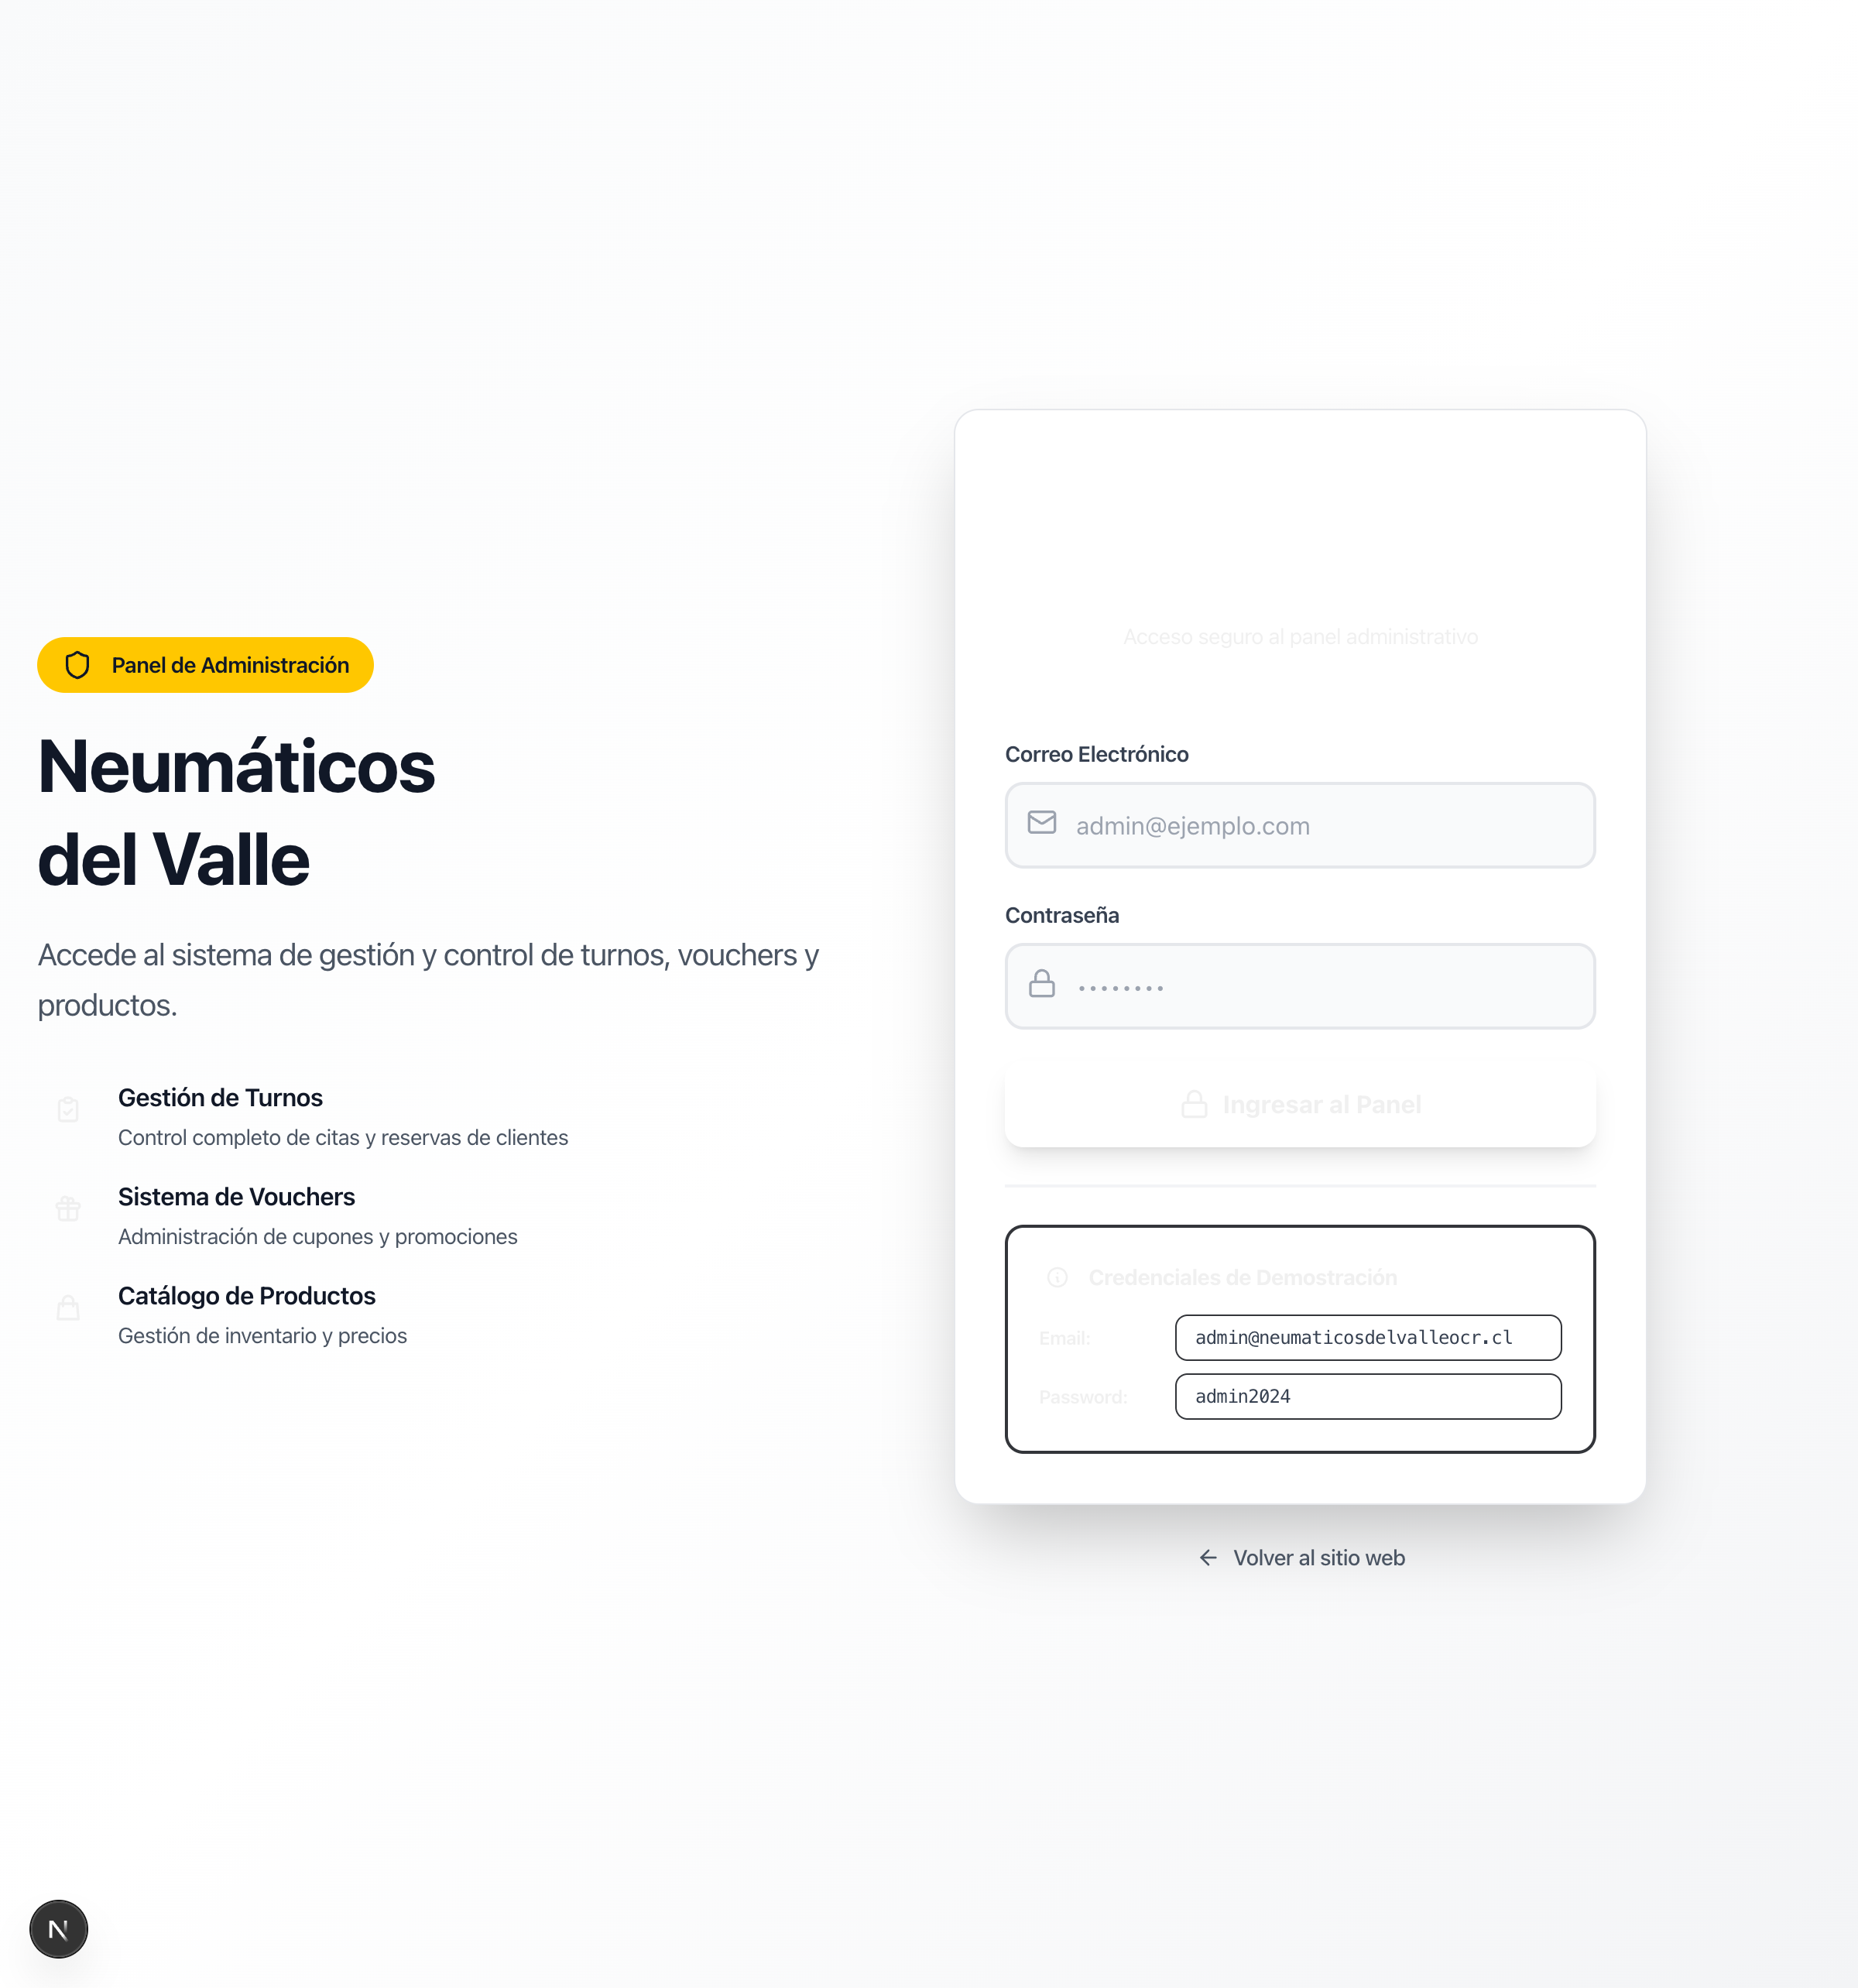 Panel de Administración
Neumáticos
del Valle
Accede al sistema de gestión y control de turnos, vouchers y
productos.
Gestión de Turnos
Control completo de citas y reservas de clientes
Sistema de Vouchers
Administración de cupones y promociones
Catálogo de Productos
Gestión de inventario y precios
Acceso seguro al panel administrativo
Correo Electrónico
admin@ejemplo.com
Contraseña
••••••••
Ingresar al Panel
Credenciales de Demostración
Email: admin@neumaticosdelvalleocr.cl
Password: admin2024
Volver al sitio web
N